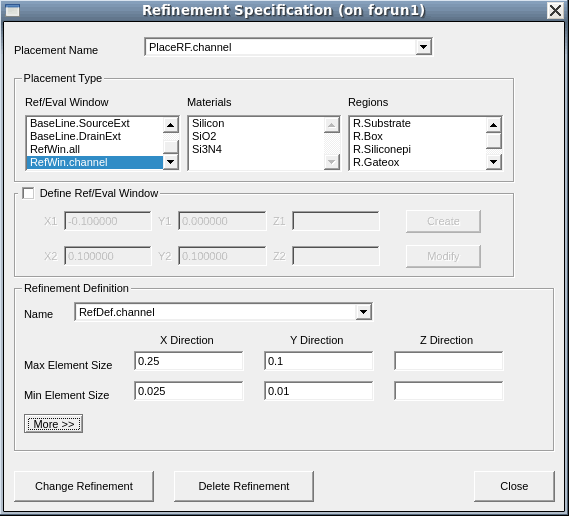 Refinement Specification (on forun1)
Placement Name PlaceRF.channel
Placement Type
Ref/Eval Window Materials Regions
BaseLine.SourceExt Silicon R.Substrate
BaseLine.DrainExt SiO2 R.Box
RefWin.all Si3N4 R.Siliconepi
RefWin.channel R.Gateox
Define Ref/Eval Window
X1 -0.100000 Y1 0.000000 Z1 Create
X2 0.100000 Y2 0.100000 Z2 Modify
Refinement Definition
Name RefDef.channel
X Direction Y Direction Z Direction
Max Element Size 0.25 0.1
Min Element Size 0.025 0.01
More >>
Change Refinement Delete Refinement Close